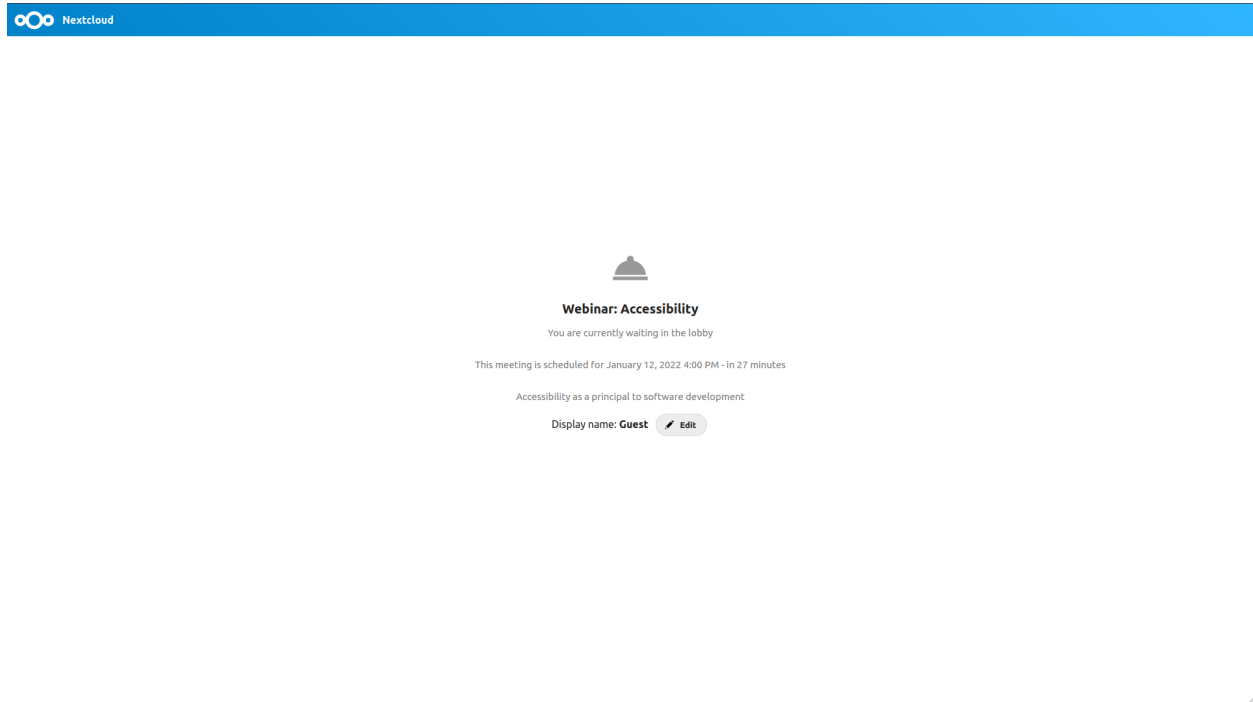 Nextcloud
Webinar: Accessibility
You are currently waiting in the lobby
This meeting is scheduled for January 12, 2022 4:00 PM - in 27 minutes
Accessibility as a principal to software development
Display name: Guest Edit